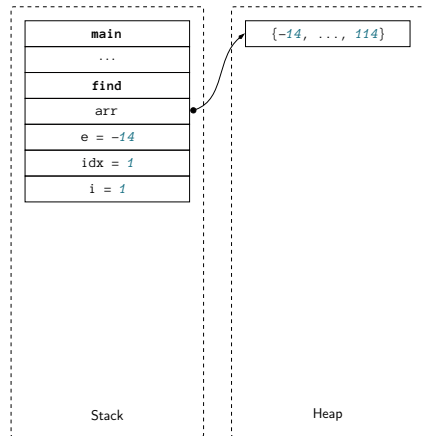 main
...
find
arr
e = -14
idx = 1
i = 1
Stack
{-14, ..., 114}
Heap